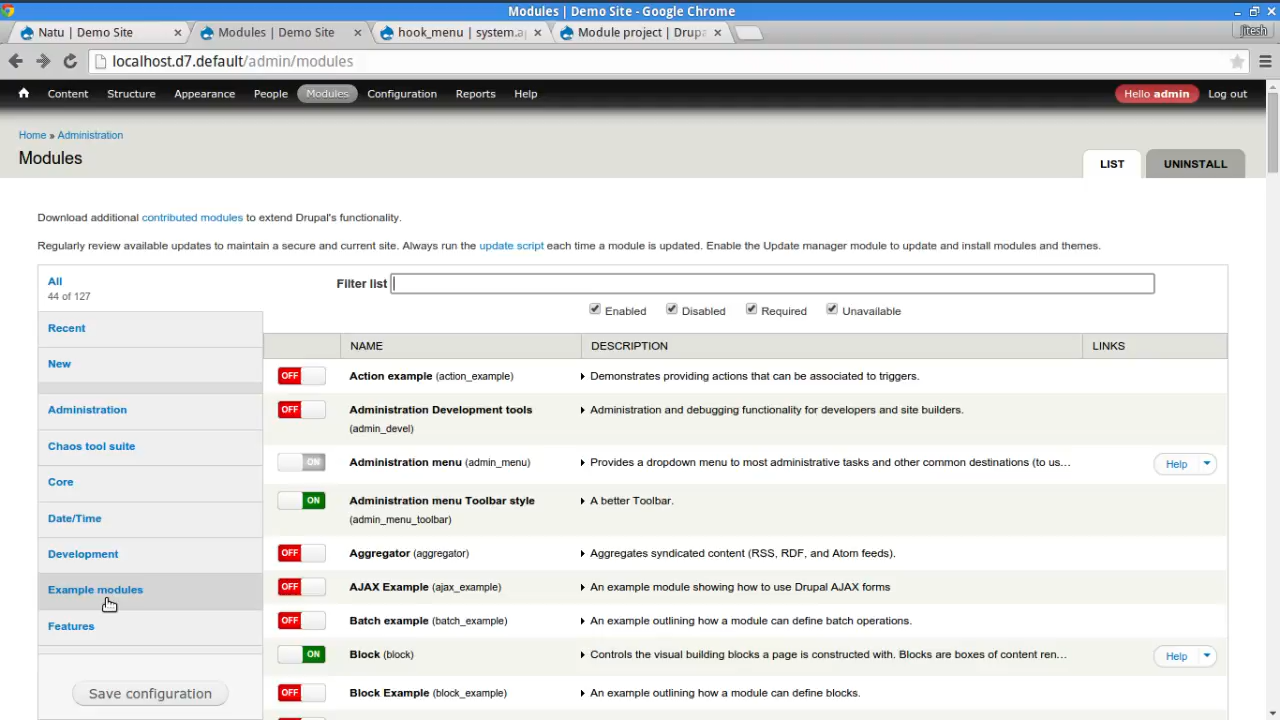 Modules | Demo Site - Google Chrome
Natu | Demo Site
Modules | Demo Site
hook_menu | system.a
Module project | Drupa
jitesh
localhost.d7.default/admin/modules
Content Structure Appearance People Modules Configuration Reports Help
Hello admin Log out
Home » Administration
Modules
LIST UNINSTALL
Download additional contributed modules to extend Drupal's functionality.
Regularly review available updates to maintain a secure and current site. Always run the update script each time a module is updated. Enable the Update manager module to update and install modules and themes.
All
44 of 127
Recent
New
Administration
Chaos tool suite
Core
Date/Time
Development
Example modules
Features
Save configuration
Filter list
Enabled Disabled Required Unavailable
NAME DESCRIPTION LINKS
OFF Action example (action_example) Demonstrates providing actions that can be associated to triggers.
OFF Administration Development tools Administration and debugging functionality for developers and site builders.
(admin_devel)
ON Administration menu (admin_menu) Provides a dropdown menu to most administrative tasks and other common destinations (to us... Help
ON Administration menu Toolbar style A better Toolbar.
(admin_menu_toolbar)
OFF Aggregator (aggregator) Aggregates syndicated content (RSS, RDF, and Atom feeds).
OFF AJAX Example (ajax_example) An example module showing how to use Drupal AJAX forms
OFF Batch example (batch_example) An example outlining how a module can define batch operations.
ON Block (block) Controls the visual building blocks a page is constructed with. Blocks are boxes of content ren... Help
OFF Block Example (block_example) An example outlining how a module can define blocks.